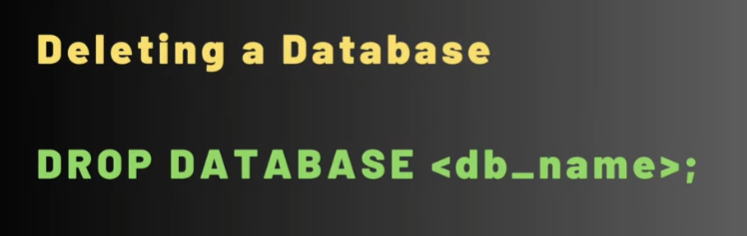 Deleting a Database
DROP DATABASE <db_name>;